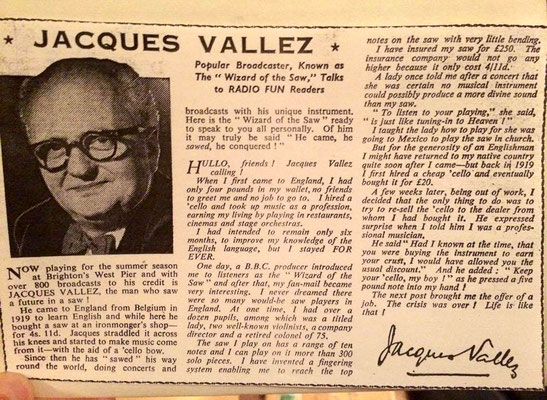 ★ JACQUES VALLEZ ★
Popular Broadcaster, Known as
The "Wizard of the Saw," Talks
to RADIO FUN Readers
NOW playing for the summer season
at Brighton's West Pier and with
over 800 broadcasts to his credit is
JACQUES VALLEZ, the man who saw
a future in a saw!
He came to England from Belgium in
1919 to learn English and while here he
bought a saw at an ironmonger's shop—
for 4s. 11d. Jacques straddled it across
his knees and started to make music come
from it—with the aid of a 'cello bow.
Since then he has "sawed" his way
round the world, doing concerts and
broadcasts with his unique instrument.
Here is the "Wizard of the Saw" ready
to speak to you all personally. Of him
it may truly be said "He came, he
sawed, he conquered!"
HULLO, friends! Jacques Vallez
calling!
When I first came to England, I had
only four pounds in my wallet, no friends
to greet me and no job to go to. I hired a
'cello and took up music as a profession,
earning my living by playing in restaurants,
cinemas and stage orchestras.
I had intended to remain only six
months, to improve my knowledge of the
English language, but I stayed FOR
EVER.
One day, a B.B.C. producer introduced
me to listeners as the "Wizard of the
Saw" and after that, my fan-mail became
very interesting. I never dreamed there
were so many would-be saw players in
England. At one time, I had over a
dozen pupils, among which was a titled
lady, two well-known violinists, a company
director and a retired colonel of 75.
The saw I play on has a range of ten
notes and I can play on it more than 300
solo pieces. I have invented a fingering
system enabling me to reach the top
notes on the saw with very little bending.
I have insured my saw for £250. The
insurance company would not go any
higher because it only cost 4/11d.
A lady once told me after a concert that
she was certain no musical instrument
could possibly produce a more divine sound
than my saw.
"To listen to your playing," she said,
"is just like tuning-in to Heaven!"
I taught the lady how to play for she was
going to Mexico to play the saw in church.
But for the generosity of an Englishman
I might have returned to my native country
quite soon after I came—but back in 1919
I first hired a cheap 'cello and eventually
bought it for £20.
A few weeks later, being out of work, I
decided that the only thing to do was to
try to re-sell the 'cello to the dealer from
whom I had bought it. He expressed
surprise when I told him I was a profes-
sional musician.
He said "Had I known at the time, that
you were buying the instrument to earn
your crust, I would have allowed you the
usual discount." And he added: "Keep
your 'cello, my boy!" as he pressed a five
pound note into my hand!
The next post brought me the offer of a
job. The crisis was over! Life is like
that!
Jacques Vallez